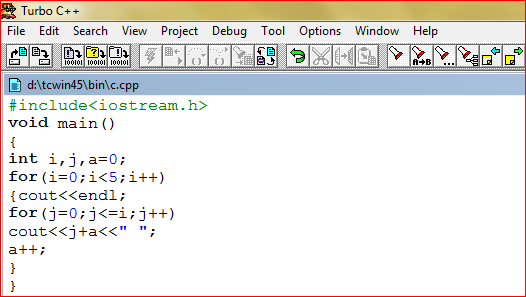 Turbo C++
File Edit Search View Project Debug Tool Options Window Help
A→B
d:\tcwin45\bin\c.cpp
#include<iostream.h>
void main()
{
int i,j,a=0;
for(i=0;i<5;i++)
{cout<<endl;
for(j=0;j<=i;j++)
cout<<j+a<<" ";
a++;
}
}